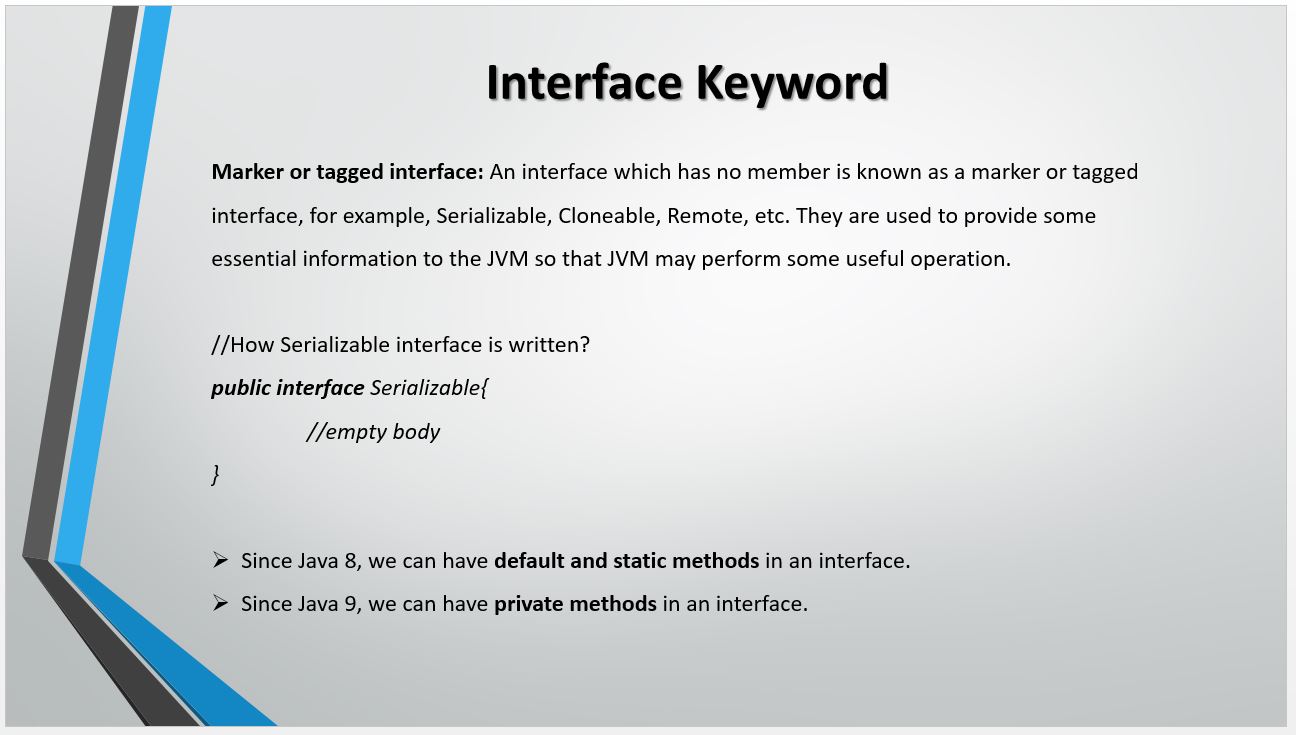 Interface Keyword
Marker or tagged interface: An interface which has no member is known as a marker or tagged
interface, for example, Serializable, Cloneable, Remote, etc. They are used to provide some
essential information to the JVM so that JVM may perform some useful operation.
//How Serializable interface is written?
public interface Serializable{
//empty body
}
➢ Since Java 8, we can have default and static methods in an interface.
➢ Since Java 9, we can have private methods in an interface.